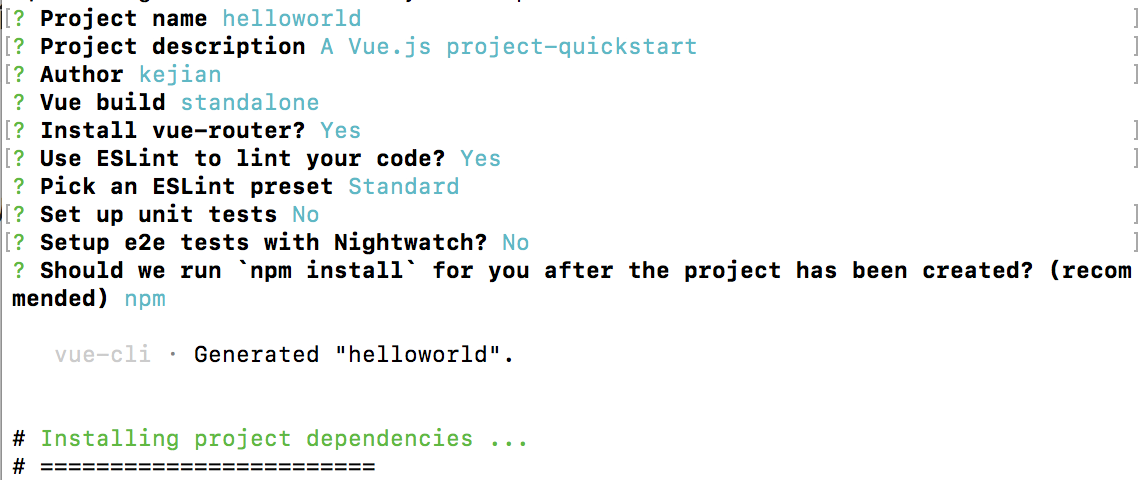 [? Project name helloworld ]
[? Project description A Vue.js project-quickstart ]
[? Author kejian ]
? Vue build standalone
[? Install vue-router? Yes ]
[? Use ESLint to lint your code? Yes ]
? Pick an ESLint preset Standard
[? Set up unit tests No ]
[? Setup e2e tests with Nightwatch? No ]
? Should we run `npm install` for you after the project has been created? (recom
mended) npm
vue-cli · Generated "helloworld".
# Installing project dependencies ...
# ========================